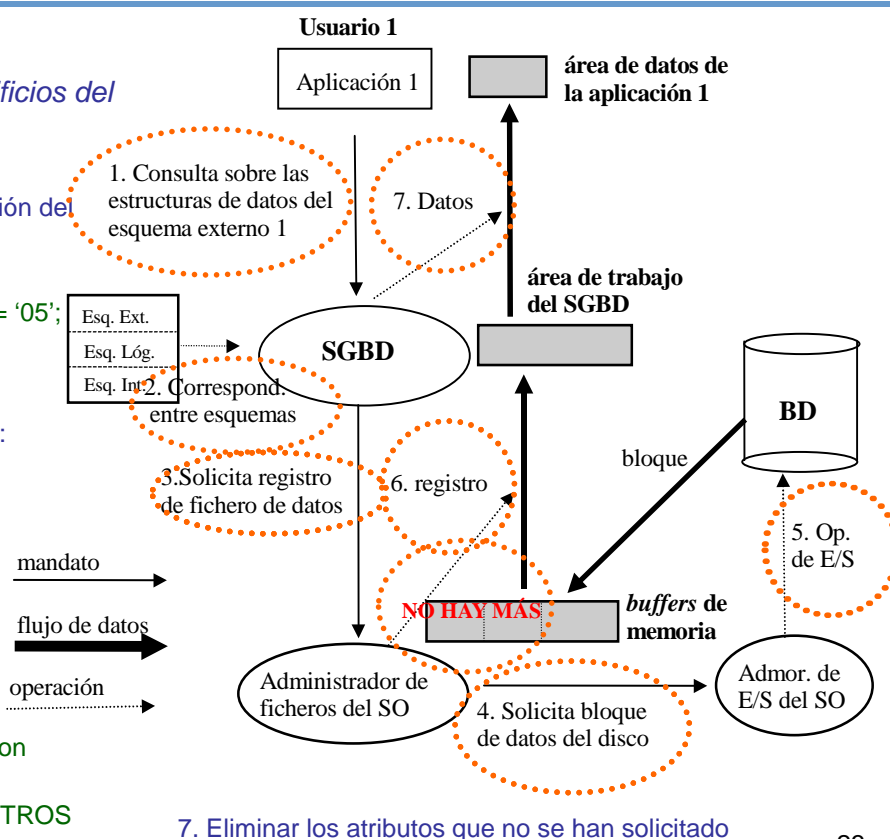 Usuario 1
Aplicación 1
área de datos de
la aplicación 1
ficios del
1. Consulta sobre las
estructuras de datos del
esquema externo 1
7. Datos
ión del
área de trabajo
del SGBD
= ‘05’;
Esq. Ext.
Esq. Lóg.
Esq. Int.
SGBD
2. Correspond.
entre esquemas
BD
:
bloque
3.Solicita registro
de fichero de datos
6. registro
5. Op.
de E/S
mandato
NO HAY MÁS
buffers de
memoria
flujo de datos
operación
Administrador de
ficheros del SO
Admor. de
E/S del SO
4. Solicita bloque
de datos del disco
on
TROS
7. Eliminar los atributos que no se han solicitado